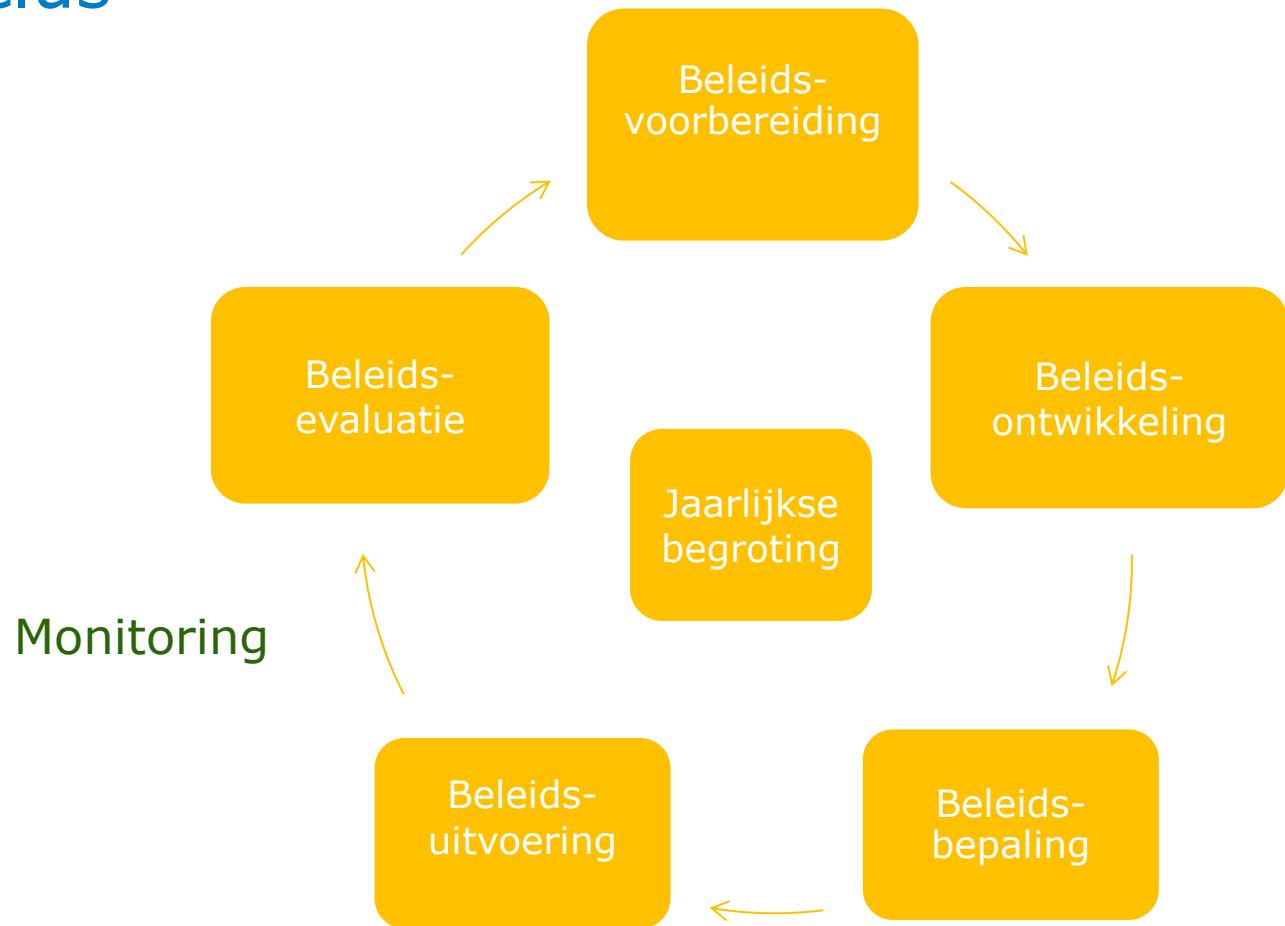 Beleids-
voorbereiding
Beleids-
ontwikkeling
Beleids-
bepaling
Beleids-
uitvoering
Beleids-
evaluatie
Jaarlijkse
begroting
Monitoring